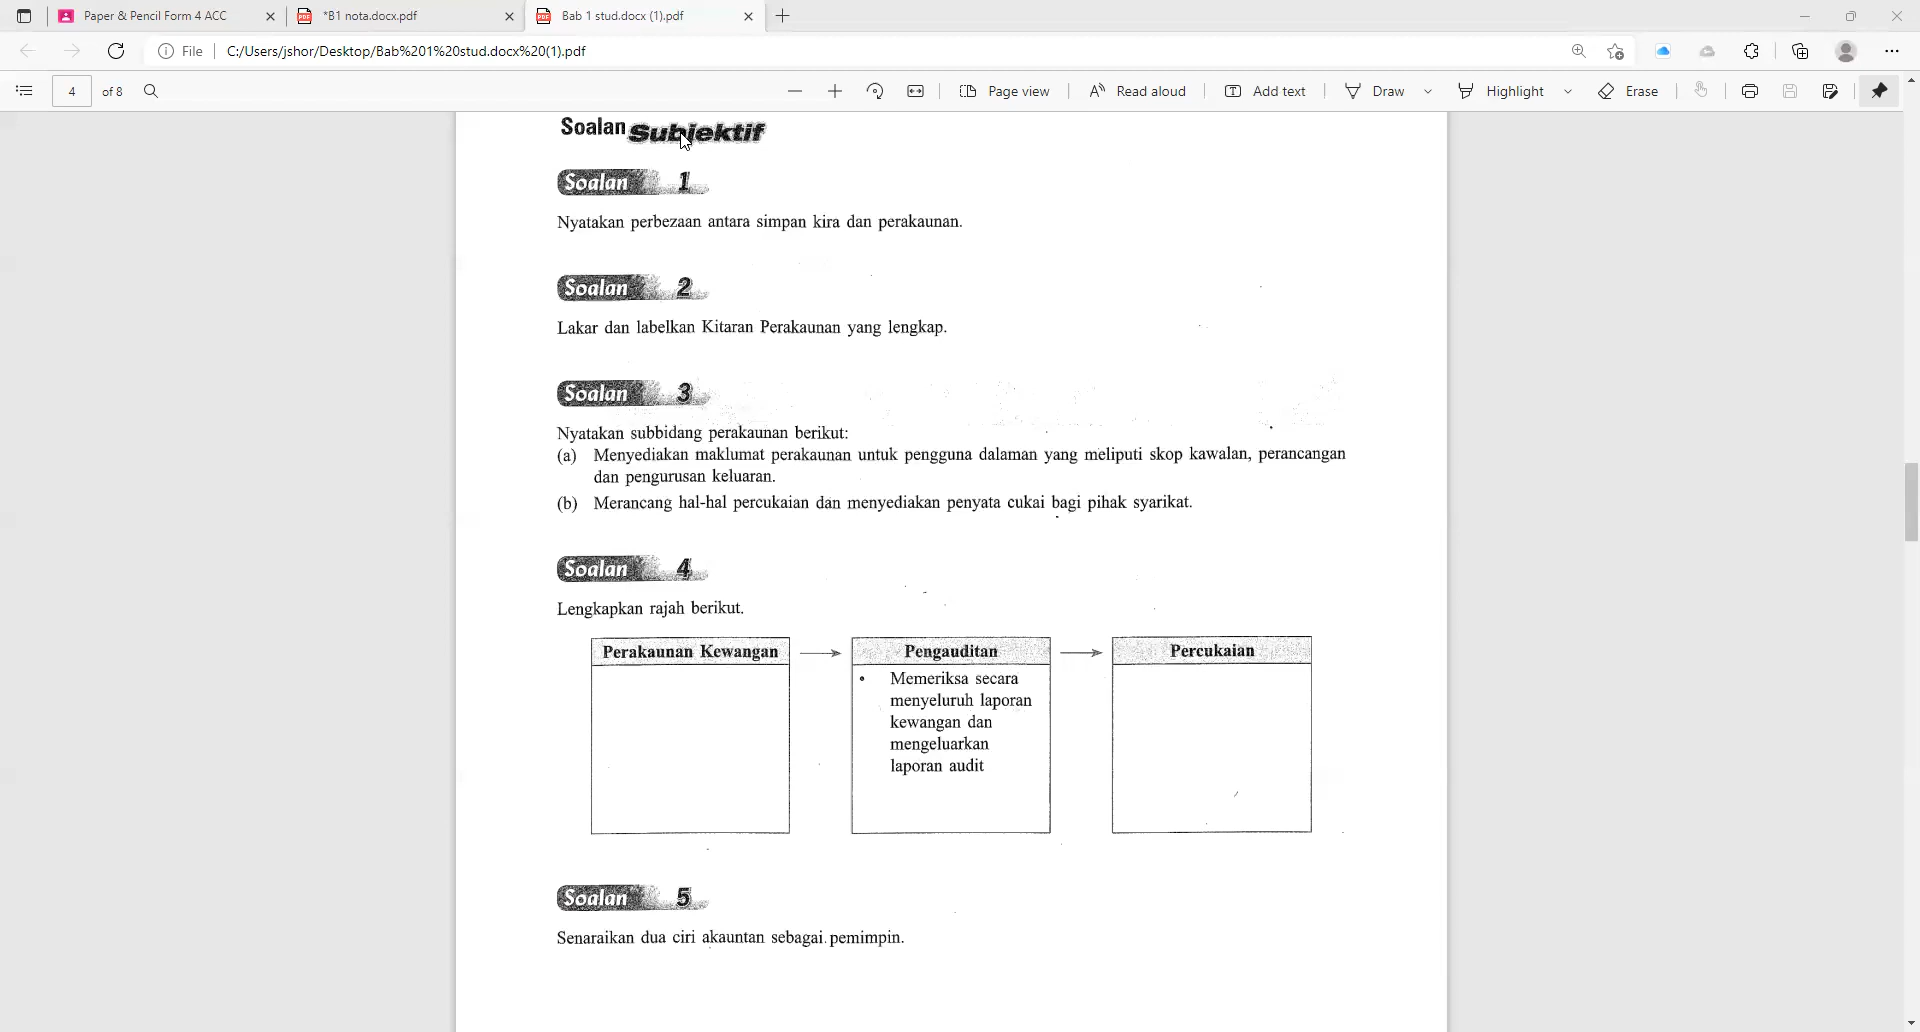 Paper & Pencil Form 4 ACC
*B1 nota.docx.pdf
Bab 1 stud.docx (1).pdf
File
C:/Users/jshor/Desktop/Bab%201%20stud.docx%20(1).pdf
4 of 8
Page view
Read aloud
Add text
Draw
Highlight
Erase
Soalan Subjektif
Soalan 1
Nyatakan perbezaan antara simpan kira dan perakaunan.
Soalan 2
Lakar dan labelkan Kitaran Perakaunan yang lengkap.
Soalan 3
Nyatakan subbidang perakaunan berikut:
(a) Menyediakan maklumat perakaunan untuk pengguna dalaman yang meliputi skop kawalan, perancangan
dan pengurusan keluaran.
(b) Merancang hal-hal percukaian dan menyediakan penyata cukai bagi pihak syarikat.
Soalan 4
Lengkapkan rajah berikut.
Perakaunan Kewangan
Pengauditan
• Memeriksa secara
menyeluruh laporan
kewangan dan
mengeluarkan
laporan audit
Percukaian
Soalan 5
Senaraikan dua ciri akauntan sebagai pemimpin.